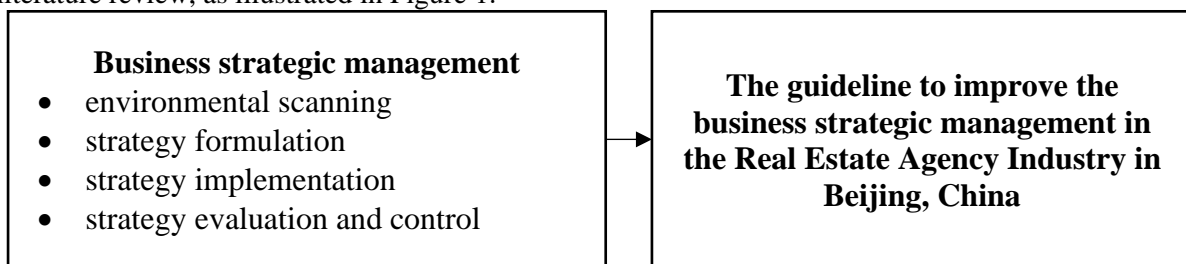 literature review, as illustrated in Figure 1.
Business strategic management
• environmental scanning
• strategy formulation
• strategy implementation
• strategy evaluation and control
The guideline to improve the
business strategic management in
the Real Estate Agency Industry in
Beijing, China